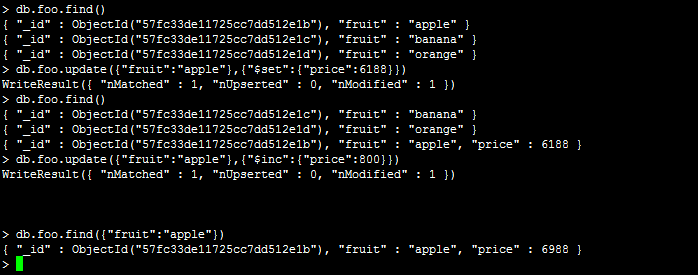 > db.foo.find()
{ "_id" : ObjectId("57fc33de11725cc7dd512e1b"), "fruit" : "apple" }
{ "_id" : ObjectId("57fc33de11725cc7dd512e1c"), "fruit" : "banana" }
{ "_id" : ObjectId("57fc33de11725cc7dd512e1d"), "fruit" : "orange" }
> db.foo.update({"fruit":"apple"},{"$set":{"price":6188}})
WriteResult({ "nMatched" : 1, "nUpserted" : 0, "nModified" : 1 })
> db.foo.find()
{ "_id" : ObjectId("57fc33de11725cc7dd512e1c"), "fruit" : "banana" }
{ "_id" : ObjectId("57fc33de11725cc7dd512e1d"), "fruit" : "orange" }
{ "_id" : ObjectId("57fc33de11725cc7dd512e1b"), "fruit" : "apple", "price" : 6188 }
> db.foo.update({"fruit":"apple"},{"$inc":{"price":800}})
WriteResult({ "nMatched" : 1, "nUpserted" : 0, "nModified" : 1 })
> db.foo.find({"fruit":"apple"})
{ "_id" : ObjectId("57fc33de11725cc7dd512e1b"), "fruit" : "apple", "price" : 6988 }
>